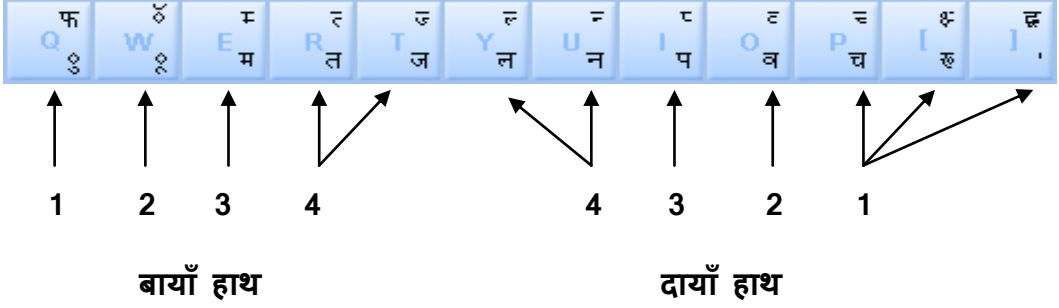 फ ॅ म् त् ज् ल् न् प् व् च् क्ष् द्ध
Q W E R T Y U I O P [ ]
ु ू म त ज ल न प व च ख् ,
1 2 3 4 4 3 2 1
बायाँ हाथ दायाँ हाथ